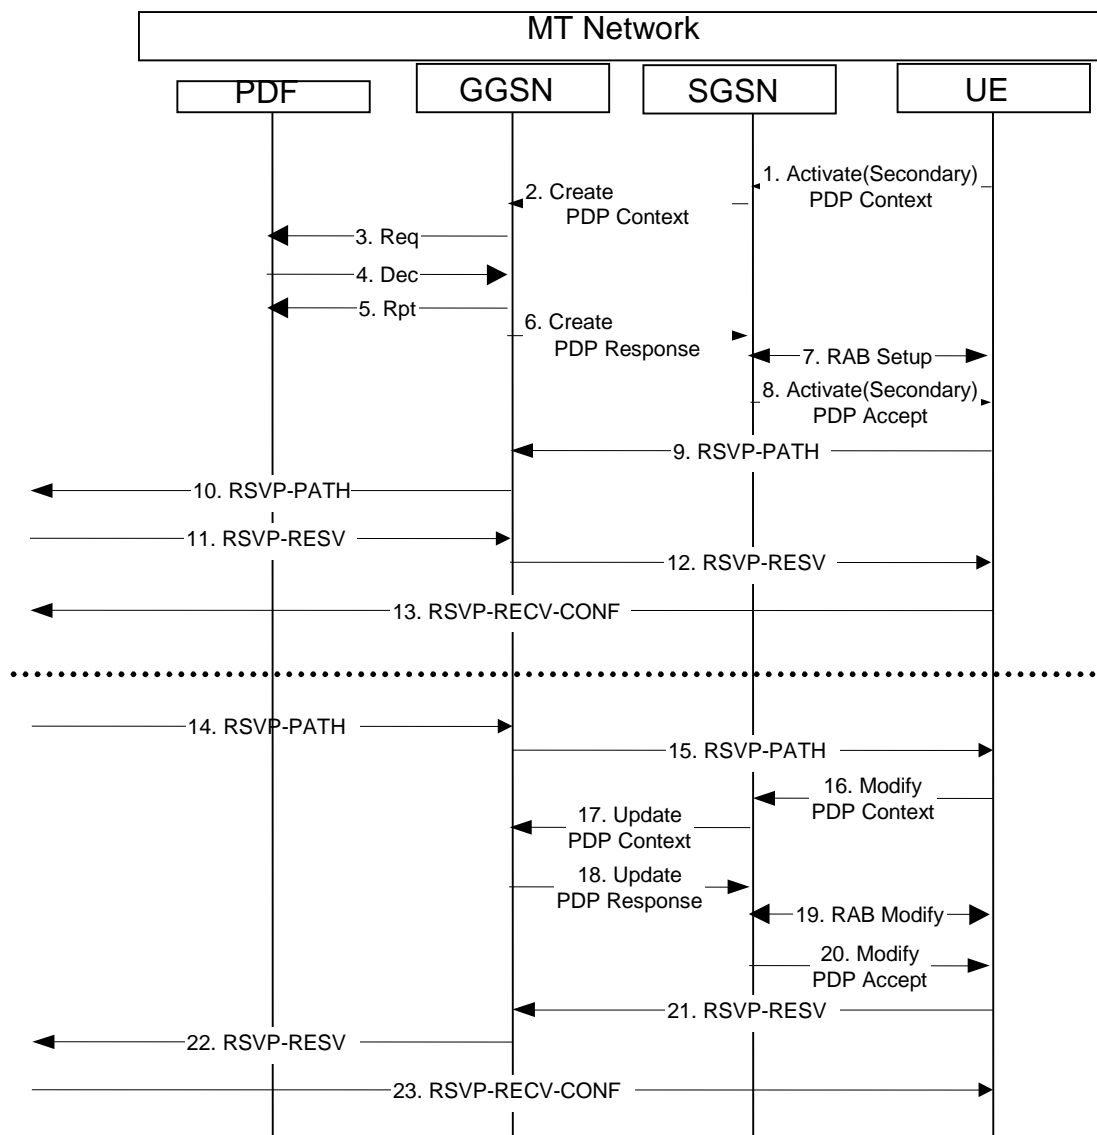 MT Network
PDF
GGSN
SGSN
UE
1. Activate(Secondary)
PDP Context
2. Create
PDP Context
3. Req
4. Dec
5. Rpt
6. Create
PDP Response
7. RAB Setup
8. Activate(Secondary)
PDP Accept
9. RSVP-PATH
10. RSVP-PATH
11. RSVP-RESV
12. RSVP-RESV
13. RSVP-RECV-CONF
14. RSVP-PATH
15. RSVP-PATH
16. Modify
PDP Context
17. Update
PDP Context
18. Update
PDP Response
19. RAB Modify
20. Modify
PDP Accept
21. RSVP-RESV
22. RSVP-RESV
23. RSVP-RECV-CONF